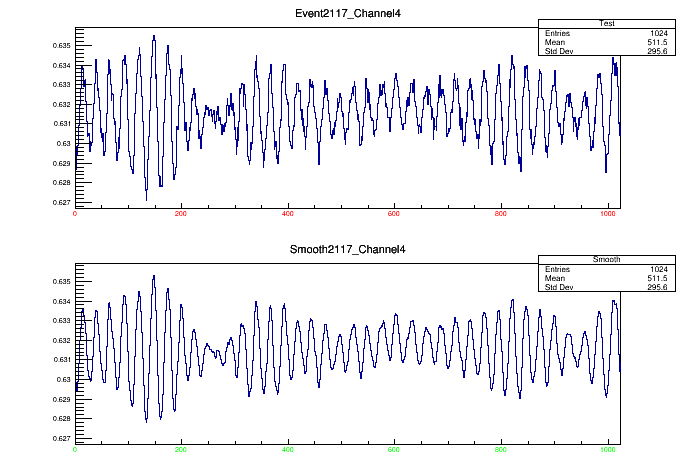 Event2117_Channel4
Test
Entries 1024
Mean 511.5
Std Dev 295.6
0.635
0.634
0.633
0.632
0.631
0.63
0.629
0.628
0.627
0 200 400 600 800 1000
Smooth2117_Channel4
Smooth
Entries 1024
Mean 511.5
Std Dev 295.6
0.635
0.634
0.633
0.632
0.631
0.63
0.629
0.628
0.627
0 200 400 600 800 1000